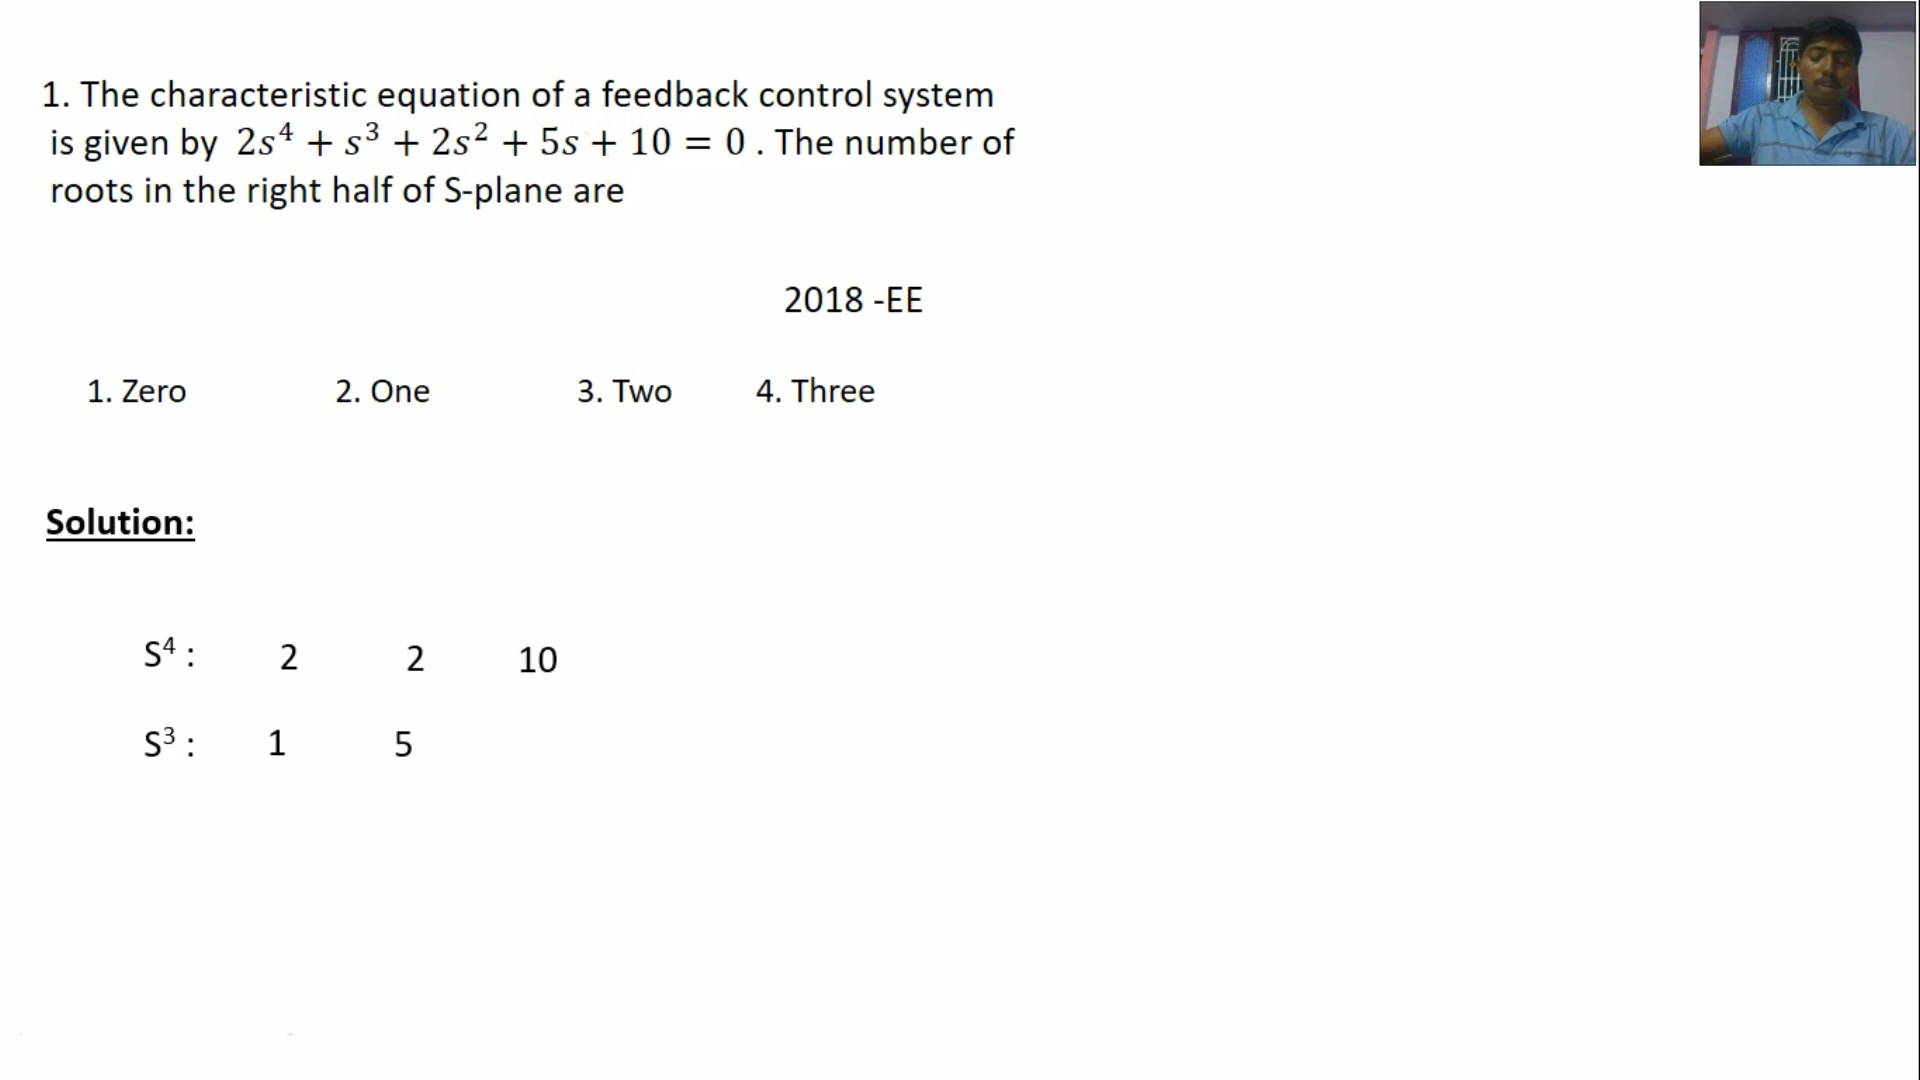 1. The characteristic equation of a feedback control system
is given by 2s⁴ + s³ + 2s² + 5s + 10 = 0 . The number of
roots in the right half of S-plane are
2018 -EE
1. Zero 2. One 3. Two 4. Three
Solution:
S⁴ : 2 2 10
S³ : 1 5